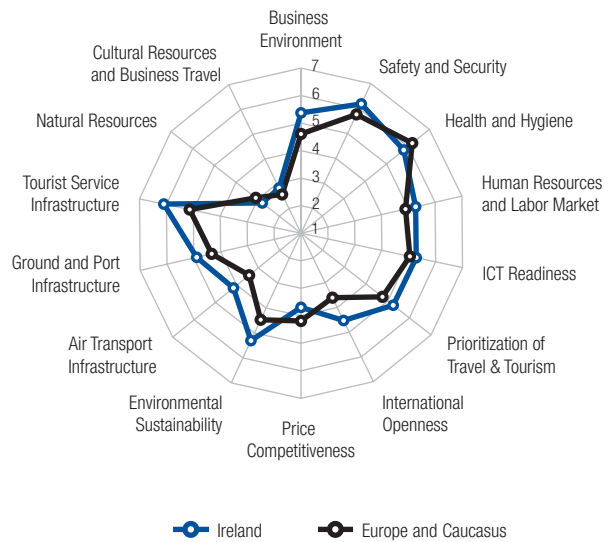 Business
Environment
Cultural Resources
and Business Travel
Safety and Security
Natural Resources
Health and Hygiene
Tourist Service
Infrastructure
Human Resources
and Labor Market
Ground and Port
Infrastructure
ICT Readiness
Air Transport
Infrastructure
Prioritization of
Travel & Tourism
Environmental
Sustainability
International
Openness
Price
Competitiveness
7
6
5
4
3
2
1
Ireland
Europe and Caucasus